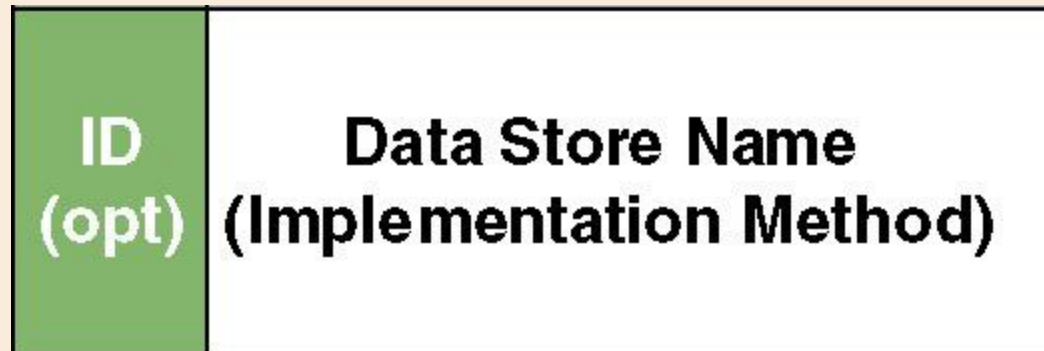 ID
(opt)
Data Store Name
(Implementation Method)